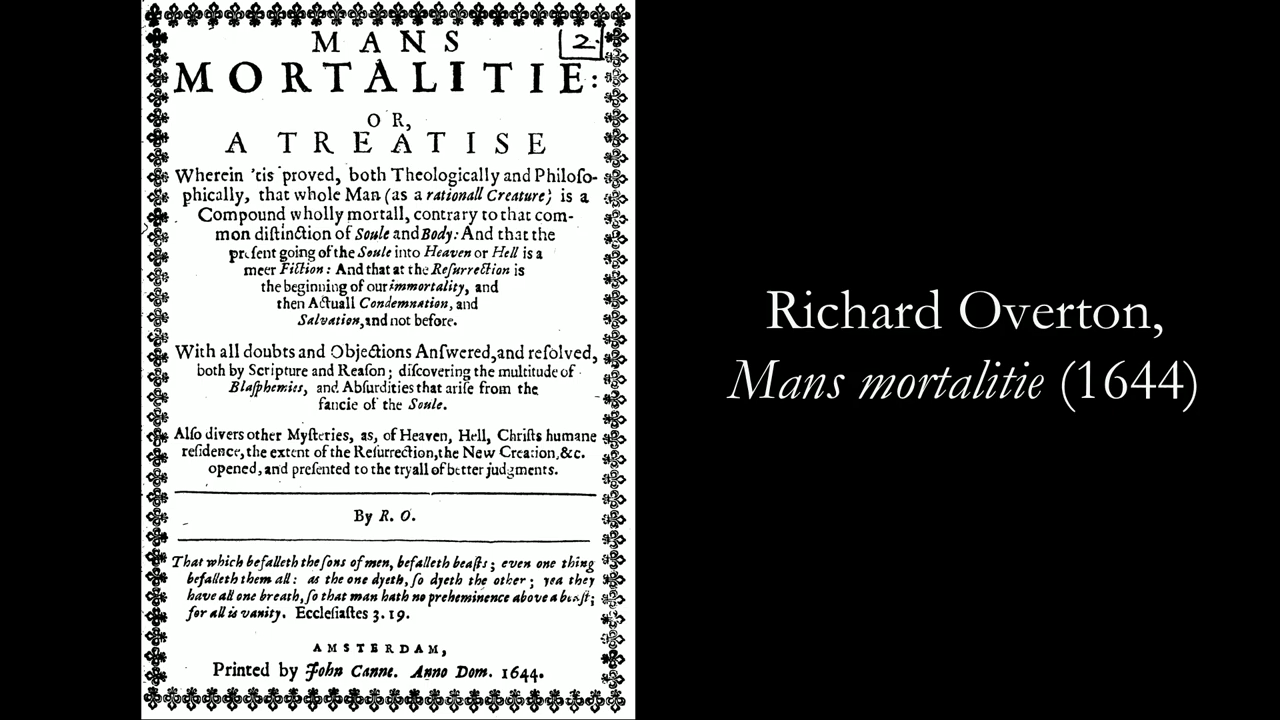 MANS
2.
MORTALITIE:
OR,
A TREATISE
Wherein 'tis proved, both Theologically and Philoſo-
phically, that whole Man (as a rationall Creature) is a
Compound wholly mortall, contrary to that com-
mon diſtinction of Soule and Body: And that the
preſent going of the Soule into Heaven or Hell is a
meer Fiction: And that at the Reſurrection is
the beginning of our immortality, and
then Actuall Condemnation, and
Salvation, and not before.
With all doubts and Objections Anſwered, and reſolved,
both by Scripture and Reaſon; diſcovering the multitude of
Blaſphemies, and Abſurdities that ariſe from the
fancie of the Soule.
Alſo divers other Myſteries, as, of Heaven, Hell, Chriſts humane
reſidence, the extent of the Reſurrection, the New Creation, &c.
opened, and preſented to the tryall of better judgments.
By R. O.
That which befalleth the ſons of men, befalleth beaſts; even one thing
befalleth them all: as the one dyeth, ſo dyeth the other; yea they
have all one breath, ſo that man hath no preheminence above a beaſt;
for all is vanity. Eccleſiaſtes 3. 19.
AMSTERDAM,
Printed by John Canne. Anno Dom. 1644.
Richard Overton,
Mans mortalitie (1644)